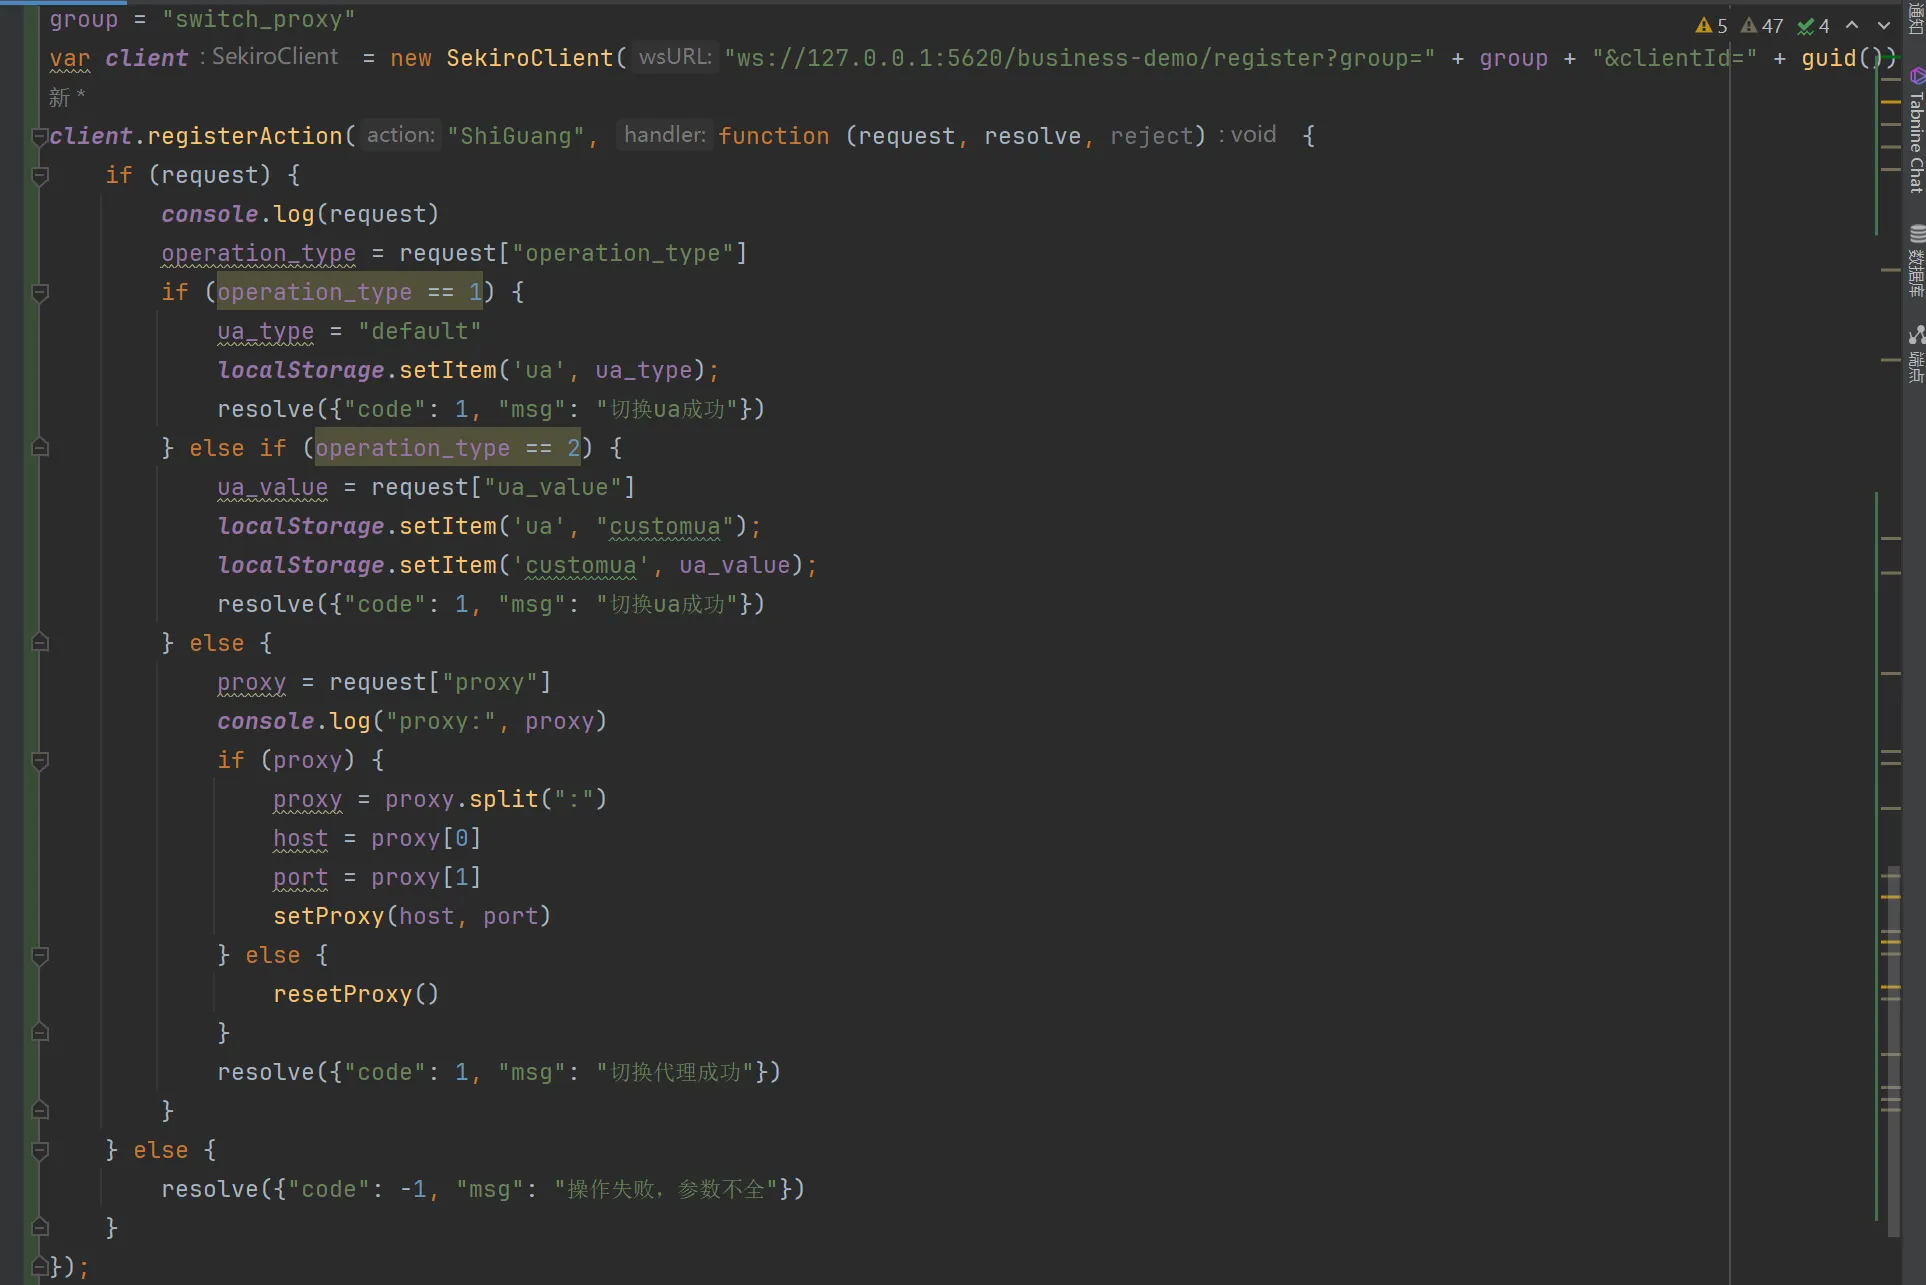 group = "switch_proxy"
5 47 4
var client : SekiroClient = new SekiroClient( wsURL: "ws://127.0.0.1:5620/business-demo/register?group=" + group + "&clientId=" + guid())
新 *
client.registerAction( action: "ShiGuang", handler: function (request, resolve, reject) : void {
    if (request) {
        console.log(request)
        operation_type = request["operation_type"]
        if (operation_type == 1) {
            ua_type = "default"
            localStorage.setItem('ua', ua_type);
            resolve({"code": 1, "msg": "切换ua成功"})
        } else if (operation_type == 2) {
            ua_value = request["ua_value"]
            localStorage.setItem('ua', "customua");
            localStorage.setItem('customua', ua_value);
            resolve({"code": 1, "msg": "切换ua成功"})
        } else {
            proxy = request["proxy"]
            console.log("proxy:", proxy)
            if (proxy) {
                proxy = proxy.split(":")
                host = proxy[0]
                port = proxy[1]
                setProxy(host, port)
            } else {
                resetProxy()
            }
            resolve({"code": 1, "msg": "切换代理成功"})
        }
    } else {
        resolve({"code": -1, "msg": "操作失败，参数不全"})
    }
});
通知
Tabnine Chat
数据库
端点